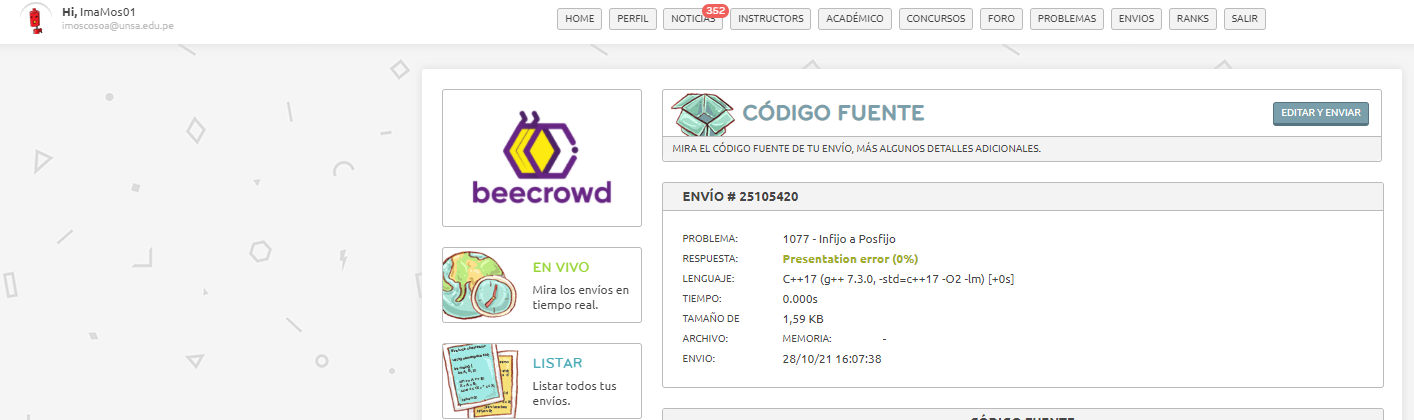 Hi, ImaMos01
imoscosoa@unsa.edu.pe
HOME
PERFIL
NOTICIAS
352
INSTRUCTORS
ACADÉMICO
CONCURSOS
FORO
PROBLEMAS
ENVIOS
RANKS
SALIR
beecrowd
EN VIVO
Mira los envíos en
tiempo real.
LISTAR
Listar todos tus
envíos.
CÓDIGO FUENTE
EDITAR Y ENVIAR
MIRA EL CÓDIGO FUENTE DE TU ENVÍO, MÁS ALGUNOS DETALLES ADICIONALES.
ENVÍO # 25105420
PROBLEMA: 1077 - Infijo a Posfijo
RESPUESTA: Presentation error (0%)
LENGUAJE: C++17 (g++ 7.3.0, -std=c++17 -O2 -lm) [+0s]
TIEMPO: 0.000s
TAMAÑO DE 1,59 KB
ARCHIVO: MEMORIA: -
ENVIO: 28/10/21 16:07:38
CÓDIGO FUENTE